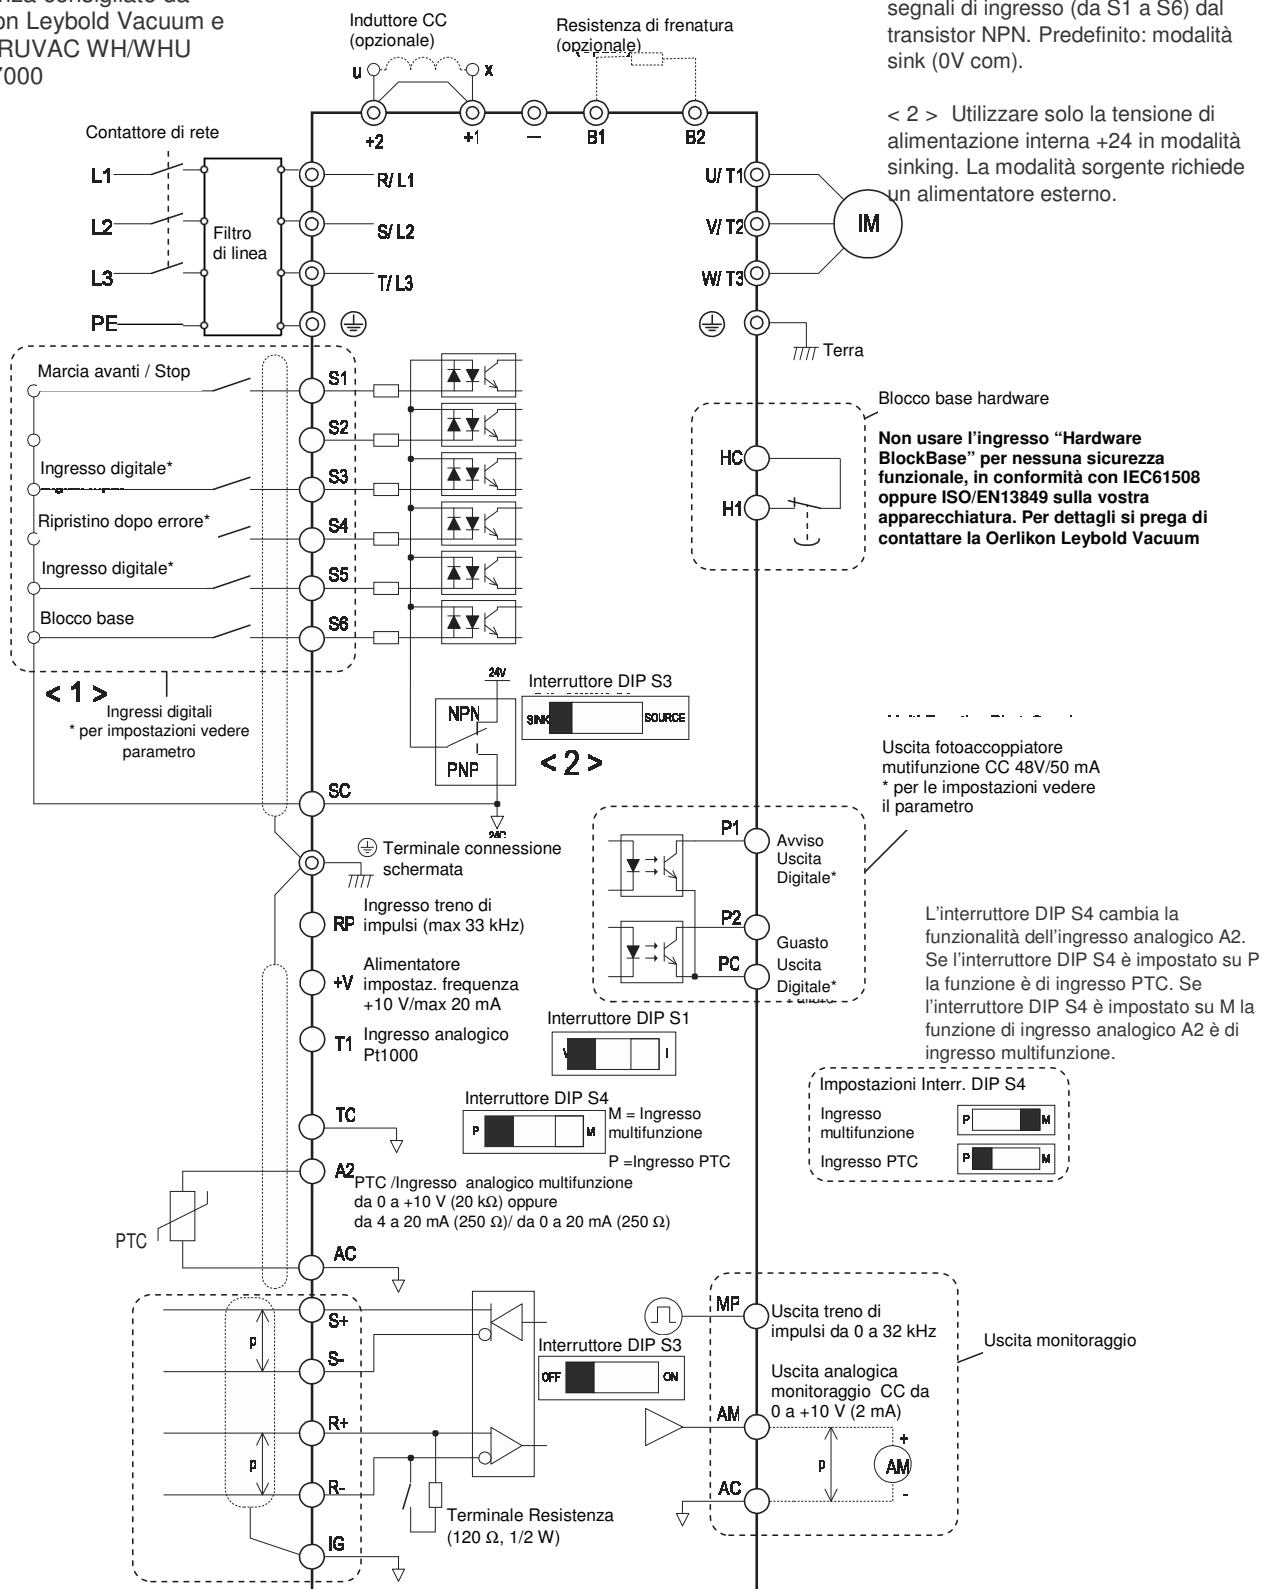 enza consigliato da
on Leybold Vacuum e
RUVAC WH/WHU
7000
Induttore CC
(opzionale)
u
x
Resistenza di frenatura
(opzionale)
segnali di ingresso (da S1 a S6) dal
transistor NPN. Predefinito: modalità
sink (0V com).
< 2 > Utilizzare solo la tensione di
alimentazione interna +24 in modalità
sinking. La modalità sorgente richiede
un alimentatore esterno.
+2
+1
—
B1
B2
Contattore di rete
L1
L2
L3
PE
Filtro
di linea
R/ L1
S/ L2
T/ L3
U/ T1
V/ T2
W/ T3
IM
Terra
Marcia avanti / Stop
Ingresso digitale*
Ripristino dopo errore*
Ingresso digitale*
Blocco base
S1
S2
S3
S4
S5
S6
< 1 >
Ingressi digitali
* per impostazioni vedere
parametro
Blocco base hardware
HC
H1
Non usare l’ingresso “Hardware
BlockBase” per nessuna sicurezza
funzionale, in conformità con IEC61508
oppure ISO/EN13849 sulla vostra
apparecchiatura. Per dettagli si prega di
contattare la Oerlikon Leybold Vacuum
24V
NPN
PNP
Interruttore DIP S3
SINK
SOURCE
< 2 >
SC
Uscita fotoaccoppiatore
mutifunzione CC 48V/50 mA
* per le impostazioni vedere
il parametro
Terminale connessione
schermata
P1
Avviso
Uscita
Digitale*
P2
PC
Guasto
Uscita
Digitale*
RP
Ingresso treno di
impulsi (max 33 kHz)
+V
Alimentatore
impostaz. frequenza
+10 V/max 20 mA
T1
Ingresso analogico
Pt1000
TC
L’interruttore DIP S4 cambia la
funzionalità dell’ingresso analogico A2.
Se l’interruttore DIP S4 è impostato su P
la funzione è di ingresso PTC. Se
l’interruttore DIP S4 è impostato su M la
funzione di ingresso analogico A2 è di
ingresso multifunzione.
Interruttore DIP S1
V
I
Interruttore DIP S4
P
M
M = Ingresso
multifunzione
P =Ingresso PTC
Impostazioni Interr. DIP S4
Ingresso
multifunzione
P
M
Ingresso PTC
P
M
A2
PTC /Ingresso analogico multifunzione
da 0 a +10 V (20 kΩ) oppure
da 4 a 20 mA (250 Ω)/ da 0 a 20 mA (250 Ω)
PTC
AC
S+
S-
R+
R-
IG
p
p
Interruttore DIP S3
OFF
ON
Terminale Resistenza
(120 Ω, 1/2 W)
MP
Uscita treno di
impulsi da 0 a 32 kHz
Uscita analogica
monitoraggio CC da
0 a +10 V (2 mA)
AM
p
+
AM
-
AC
Uscita monitoraggio